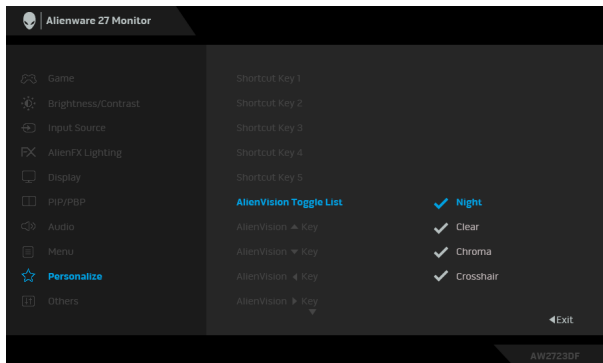 Alienware 27 Monitor
Game
Brightness/Contrast
Input Source
AlienFX Lighting
Display
PIP/PBP
Audio
Menu
Personalize
Others
Shortcut Key 1
Shortcut Key 2
Shortcut Key 3
Shortcut Key 4
Shortcut Key 5
AlienVision Toggle List
AlienVision ▲ Key
AlienVision ▼ Key
AlienVision ◀ Key
AlienVision ▶ Key
Night
Clear
Chroma
Crosshair
◀Exit
AW2723DF